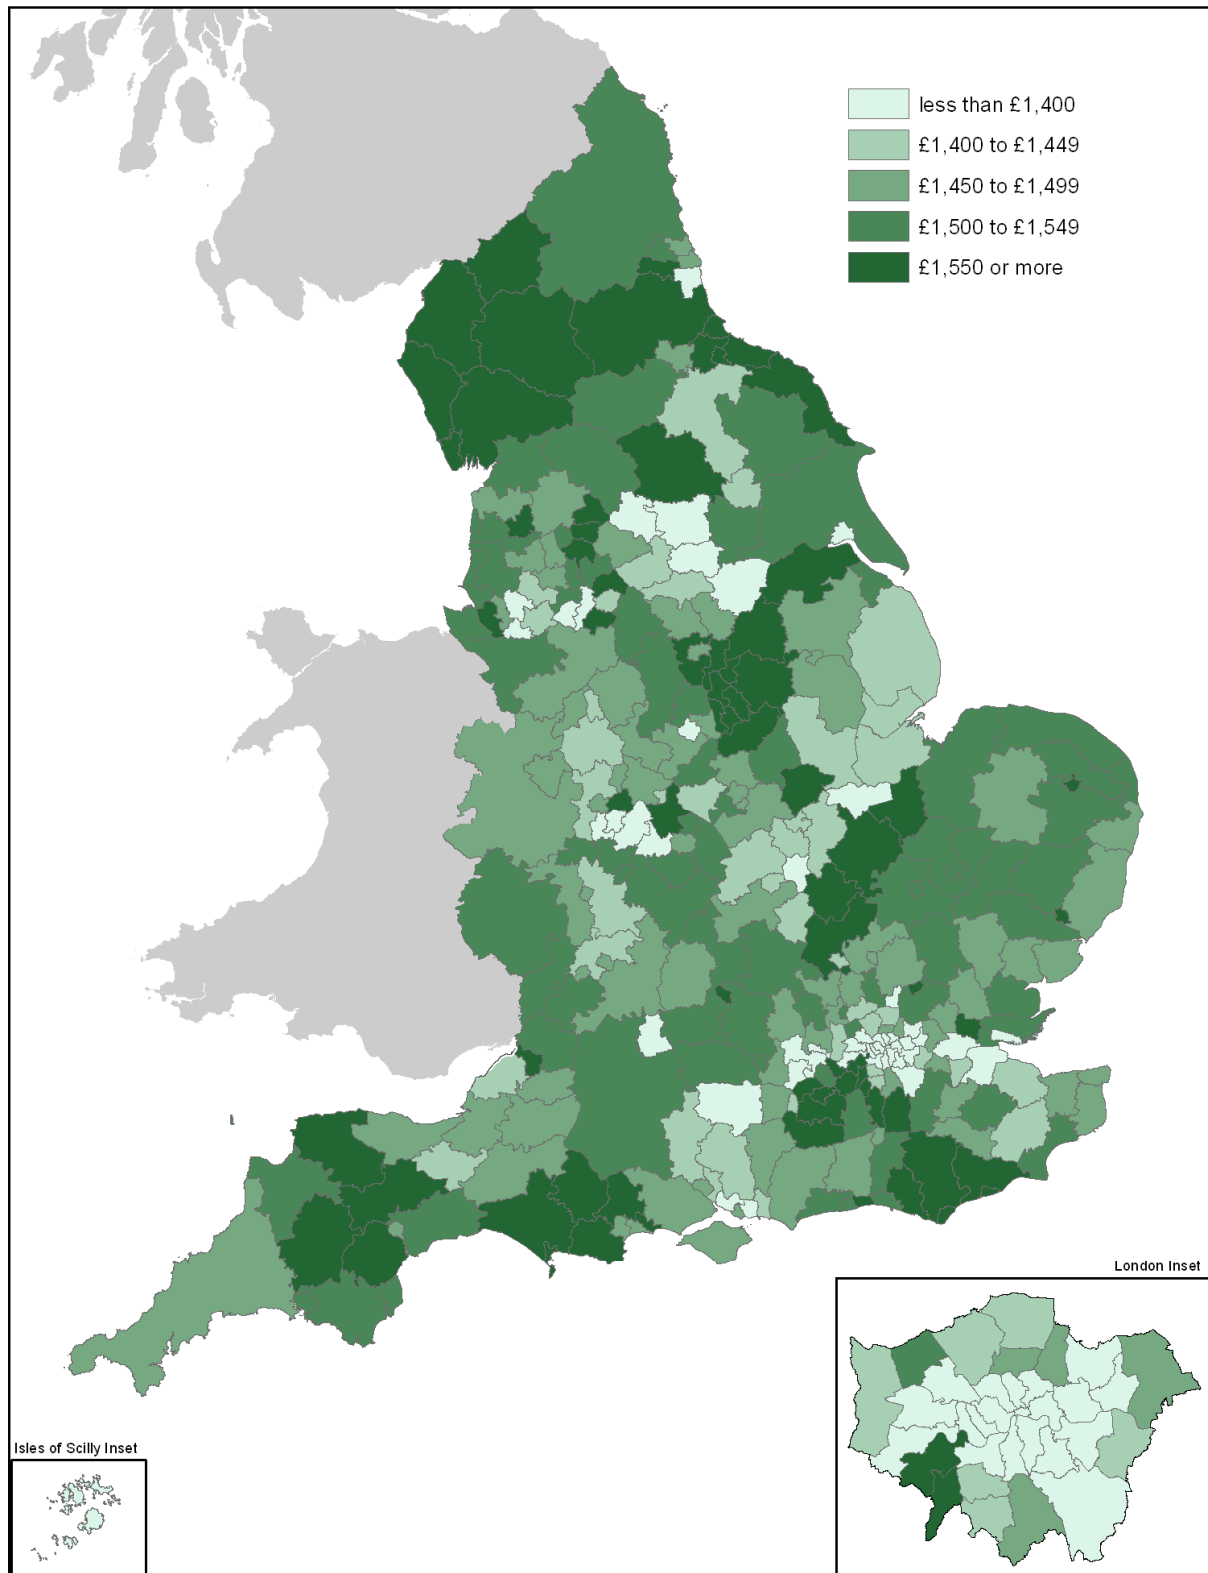 less than £1,400
£1,400 to £1,449
£1,450 to £1,499
£1,500 to £1,549
£1,550 or more
London Inset
Isles of Scilly Inset